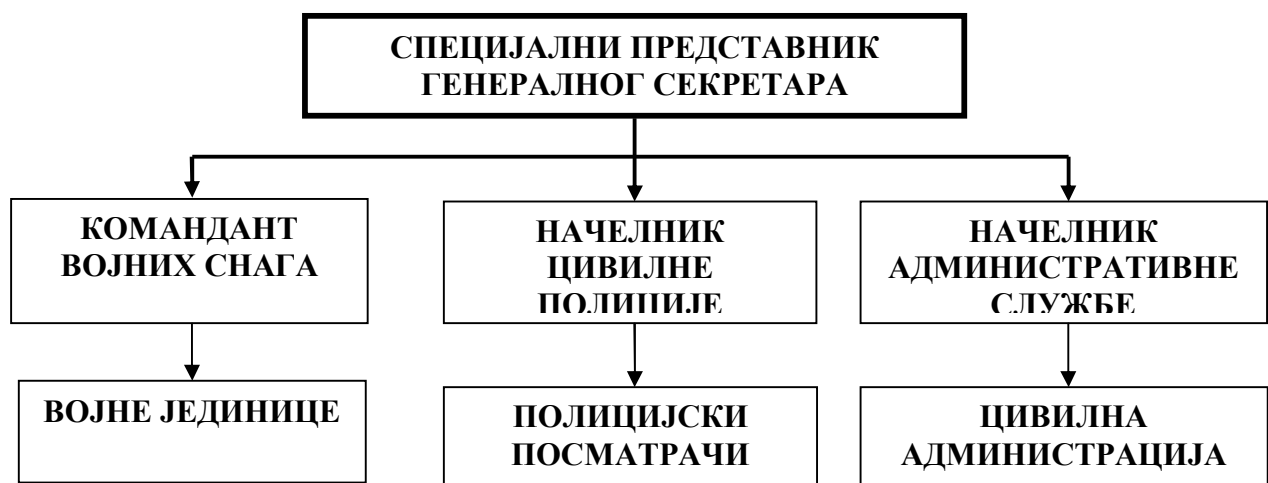 СПЕЦИЈАЛНИ ПРЕДСТАВНИК
ГЕНЕРАЛНОГ СЕКРЕТАРА
КОМАНДАНТ
ВОЈНИХ СНАГА
НАЧЕЛНИК
ЦИВИЛНЕ
ПОЛИЦИЈЕ
НАЧЕЛНИК
АДМИНИСТРАТИВНЕ
СЛУЖБЕ
ВОЈНЕ ЈЕДИНИЦЕ
ПОЛИЦИЈСКИ
ПОСМАТРАЧИ
ЦИВИЛНА
АДМИНИСТРАЦИЈА